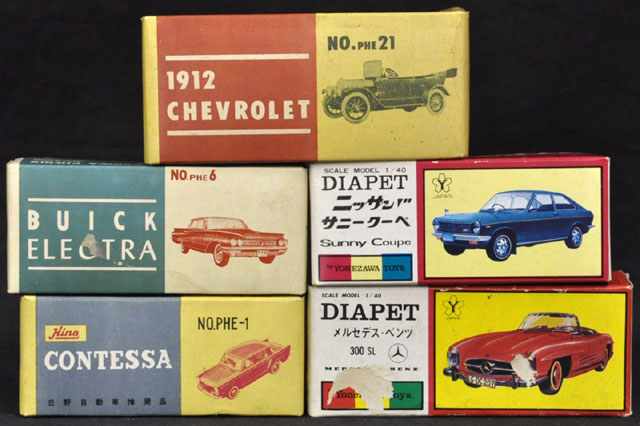 1912
CHEVROLET
NO.PHE 21
BUICK
ELECTRA
NO.PHE 6
SCALE MODEL 1/40
DIAPET
ニッサン
サニークーペ
Sunny Coupe
by YONEZAWA TOYS.
Y
JAPAN
Hino
CONTESSA
日野自動車推奨品
NO.PHE-1
SCALE MODEL 1/40
DIAPET
メルセデス・ベンツ
300 SL
Y
JAPAN